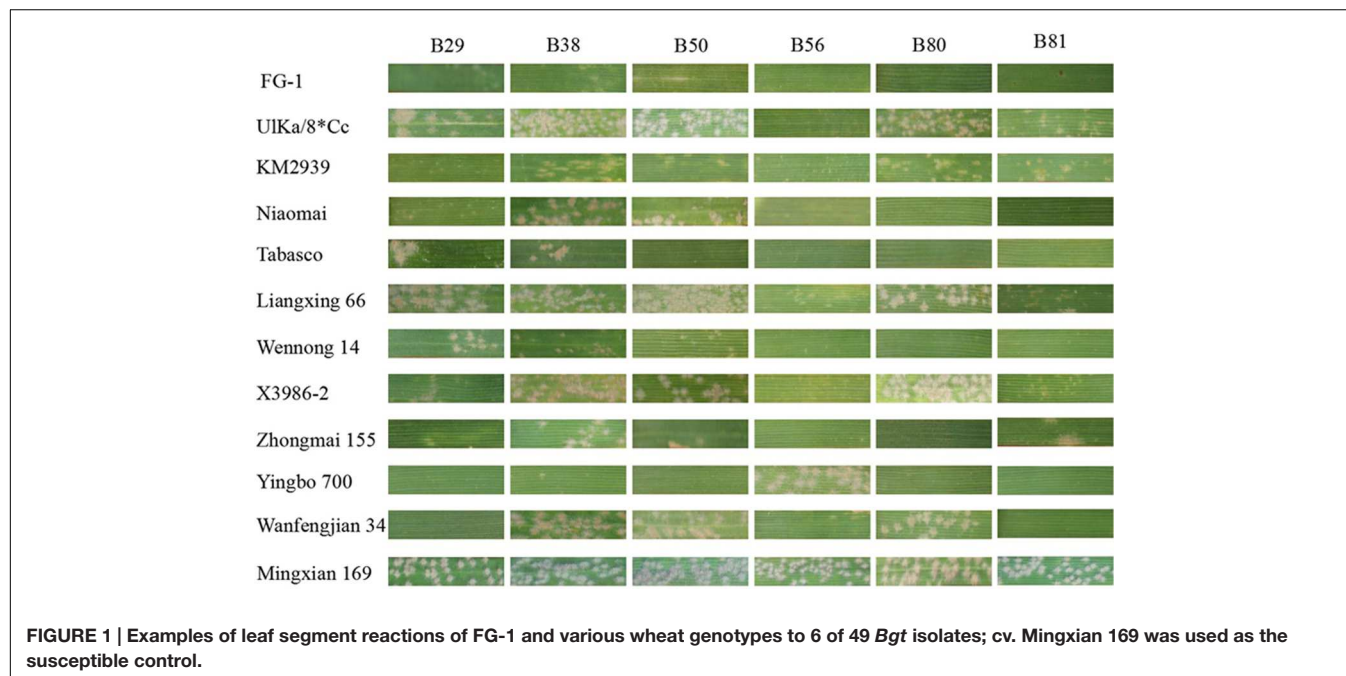 B29 B38 B50 B56 B80 B81
FG-1
UlKa/8*Cc
KM2939
Niaomai
Tabasco
Liangxing 66
Wennong 14
X3986-2
Zhongmai 155
Yingbo 700
Wanfengjian 34
Mingxian 169
FIGURE 1 | Examples of leaf segment reactions of FG-1 and various wheat genotypes to 6 of 49 Bgt isolates; cv. Mingxian 169 was used as the
susceptible control.